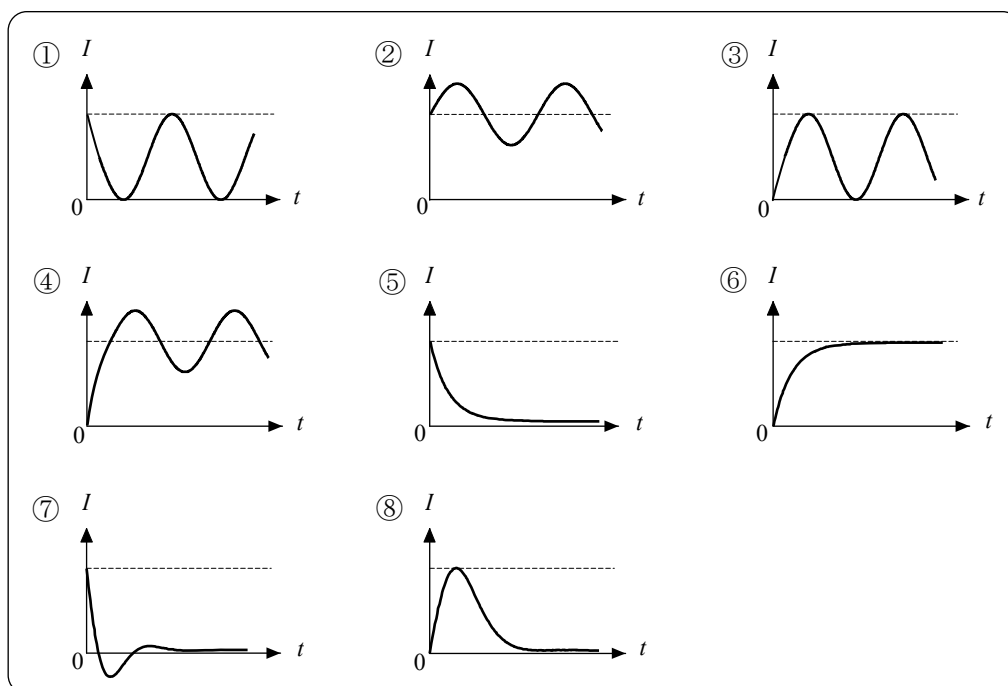 ① I ② I ③ I
0 t 0 t 0 t
④ I ⑤ I ⑥ I
0 t 0 t 0 t
⑦ I ⑧ I
0 t 0 t